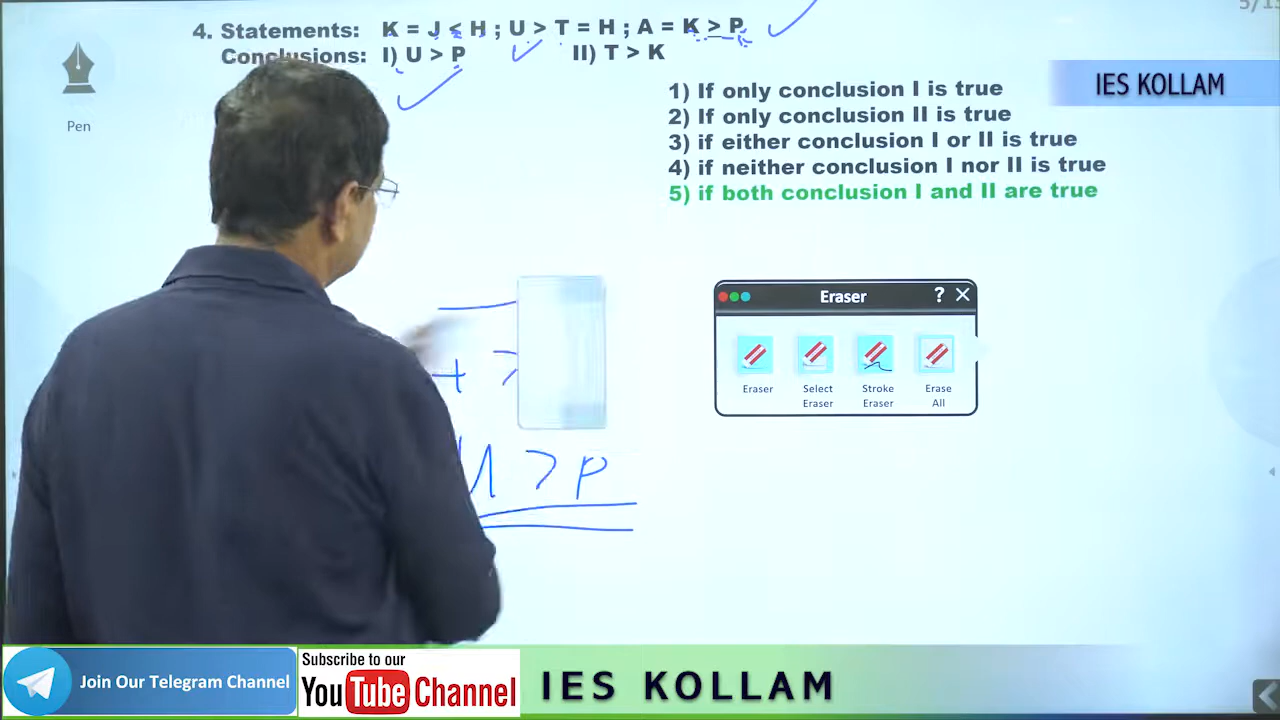 5/15
4. Statements: K = J < H ; U > T = H ; A = K > P
Conclusions: I) U > P II) T > K
1) If only conclusion I is true
2) If only conclusion II is true
3) if either conclusion I or II is true
4) if neither conclusion I nor II is true
5) if both conclusion I and II are true
IES KOLLAM
Pen
Eraser ? ×
Eraser
Select Eraser
Stroke Eraser
Erase All
+ >
U > P
Join Our Telegram Channel
Subscribe to our
YouTube Channel
IES KOLLAM